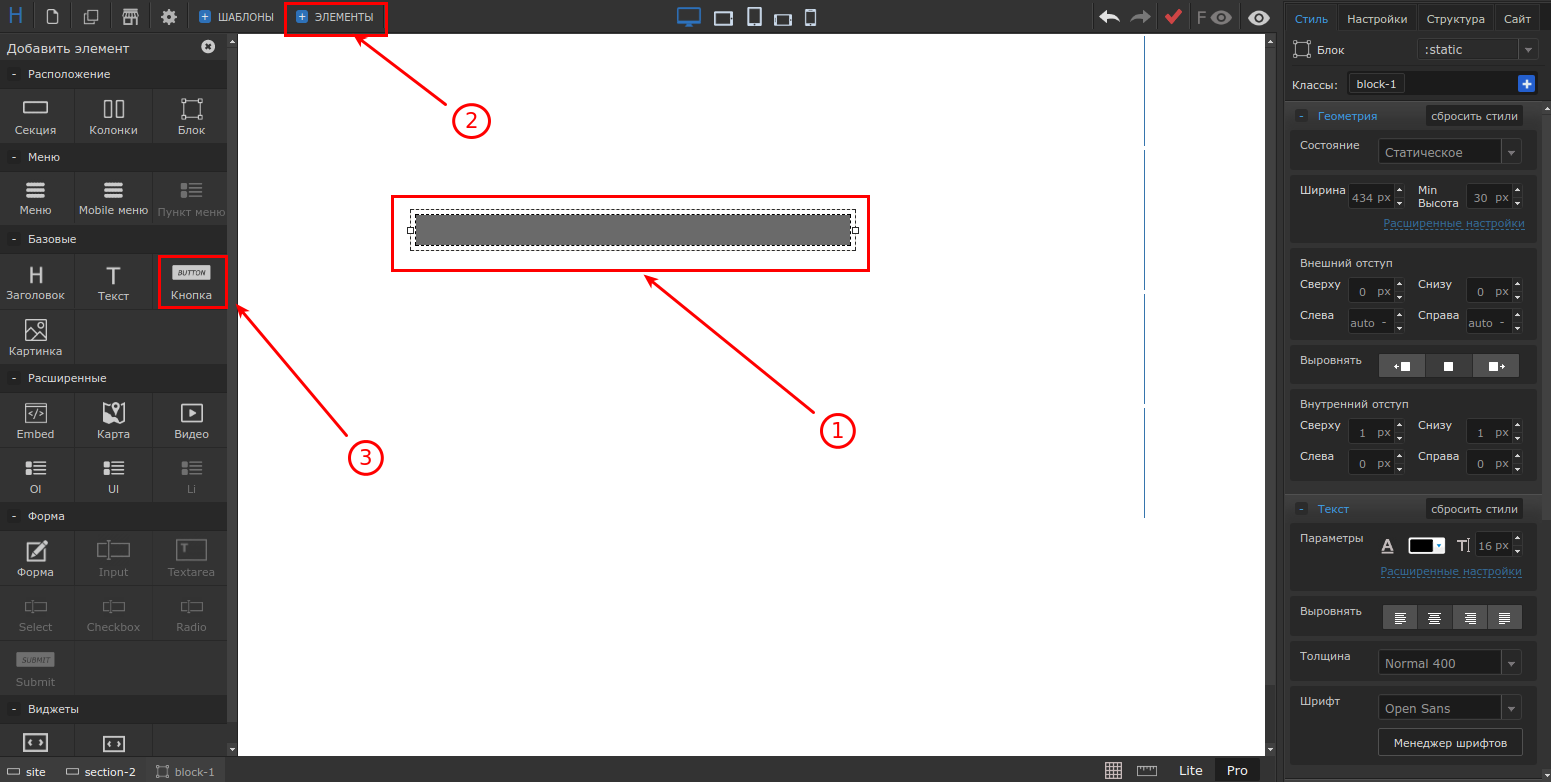 H
+ ШАБЛОНЫ
+ ЭЛЕМЕНТЫ
F
Стиль Настройки Структура Сайт
Добавить элемент
- Расположение
Секция Колонки Блок
- Меню
Меню Mobile меню Пункт меню
- Базовые
H T BUTTON
Заголовок Текст Кнопка
Картинка
- Расширенные
Embed Карта Видео
Ol Ul Li
- Форма
T
Форма Input Textarea
Select Checkbox Radio
SUBMIT
Submit
- Виджеты
2
1
3
Блок :static
Классы: block-1 +
- Геометрия сбросить стили
Состояние Статическое
Ширина 434 px Min Высота 30 px
Расширенные настройки
Внешний отступ
Сверху 0 px Снизу 0 px
Слева auto - Справа auto -
Выровнять
Внутренний отступ
Сверху 1 px Снизу 1 px
Слева 0 px Справа 0 px
- Текст сбросить стили
Параметры A T 16 px
Расширенные настройки
Выровнять
Толщина Normal 400
Шрифт Open Sans
Менеджер шрифтов
site section-2 block-1
Lite Pro